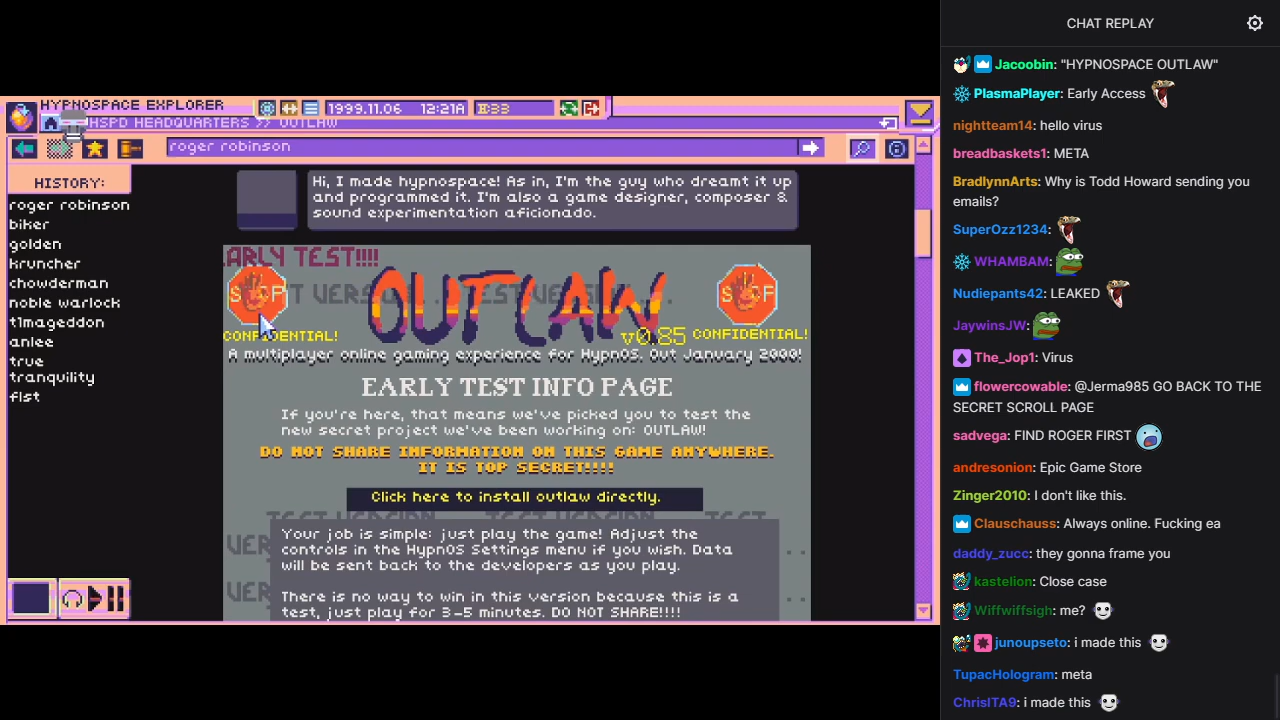 HYPNOSPACE EXPLORER
1999.11.06 12:21A
:33
HSPD HEADQUARTERS >> OUTLAW
roger robinson
HISTORY:
roger robinson
biker
golden
kruncher
chowderman
noble warlock
t1mageddon
anlee
true
tranquility
f1st
Hi, I made hypnospace! As in, I'm the guy who dreamt it up
and programmed it. I'm also a game designer, composer &
sound experimentation aficionado.
EARLY TEST!!!!
STOP
OUTLAW
STOP
v0.85
CONFIDENTIAL!
CONFIDENTIAL!
A multiplayer online gaming experience for HypnOS. Out January 2000!
EARLY TEST INFO PAGE
If you're here, that means we've picked you to test the
new secret project we've been working on: OUTLAW!
DO NOT SHARE INFORMATION ON THIS GAME ANYWHERE.
IT IS TOP SECRET!!!!
Click here to install outlaw directly.
Your job is simple: just play the game! Adjust the
controls in the HypnOS Settings menu if you wish. Data
will be sent back to the developers as you play.
There is no way to win in this version because this is a
test, just play for 3-5 minutes. DO NOT SHARE!!!!
CHAT REPLAY
Jacoobin: "HYPNOSPACE OUTLAW"
PlasmaPlayer: Early Access
nightteam14: hello virus
breadbaskets1: META
BradlynnArts: Why is Todd Howard sending you
emails?
SuperOzz1234:
WHAMBAM:
Nudiepants42: LEAKED
JaywinsJW:
The_Jop1: Virus
flowercowable: @Jerma985 GO BACK TO THE
SECRET SCROLL PAGE
sadvega: FIND ROGER FIRST
andresonion: Epic Game Store
Zinger2010: I don't like this.
Clauschauss: Always online. Fucking ea
daddy_zucc: they gonna frame you
kastelion: Close case
Wiffwiffsigh: me?
junoupseto: i made this
TupacHologram: meta
ChrisITA9: i made this